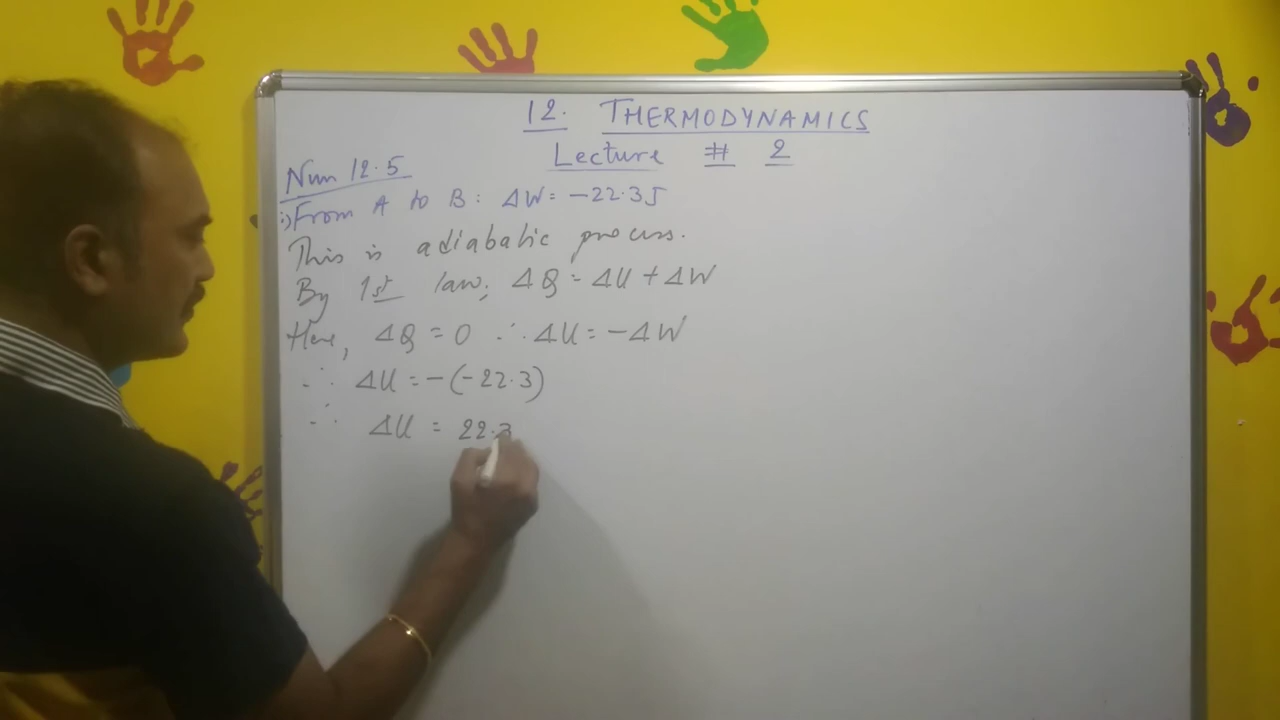 12. THERMODYNAMICS
Lecture # 2
Num 12.5
i) From A to B: ΔW = -22.3J
This is adiabatic process.
By 1st law; ΔQ = ΔU + ΔW
Here, ΔQ = 0 ∴ ΔU = -ΔW
∴ ΔU = -(-22.3)
∴ ΔU = 22.3